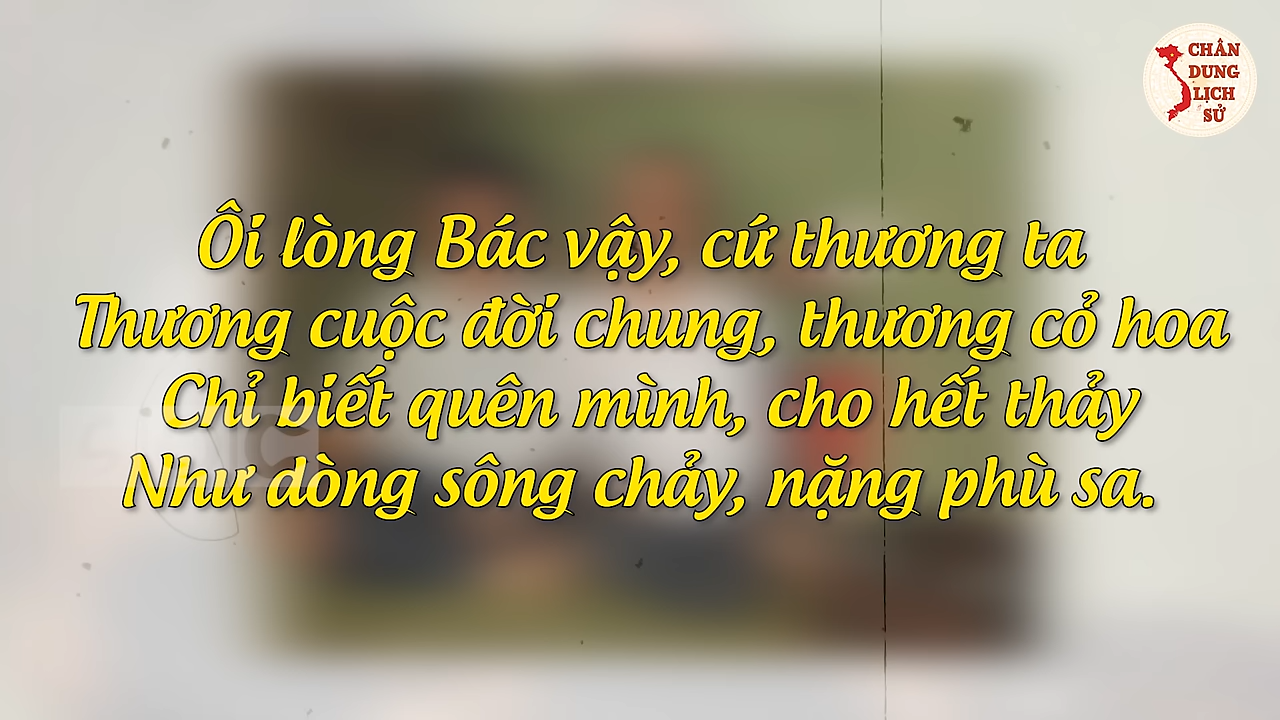 CHÂN
DUNG
LỊCH
SỬ
Ôi lòng Bác vậy, cứ thương ta
Thương cuộc đời chung, thương cỏ hoa
Chỉ biết quên mình, cho hết thảy
Như dòng sông chảy, nặng phù sa.